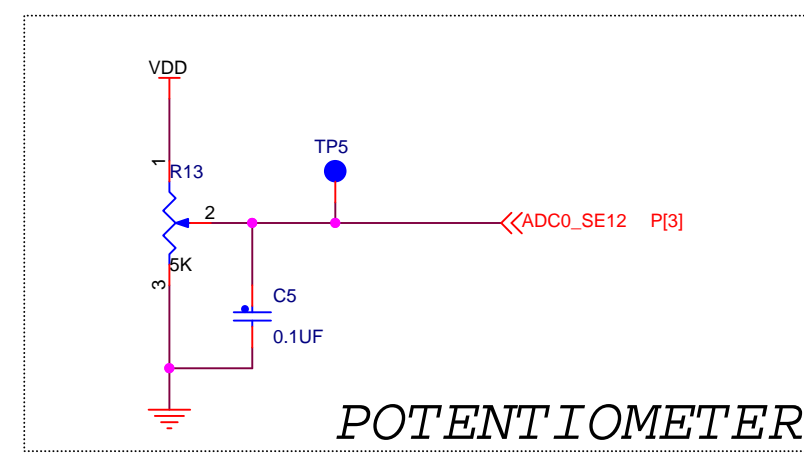 VDD
TP5
1
R13
2
ADC0_SE12 P[3]
5K
3
C5
0.1UF
POTENTIOMETER